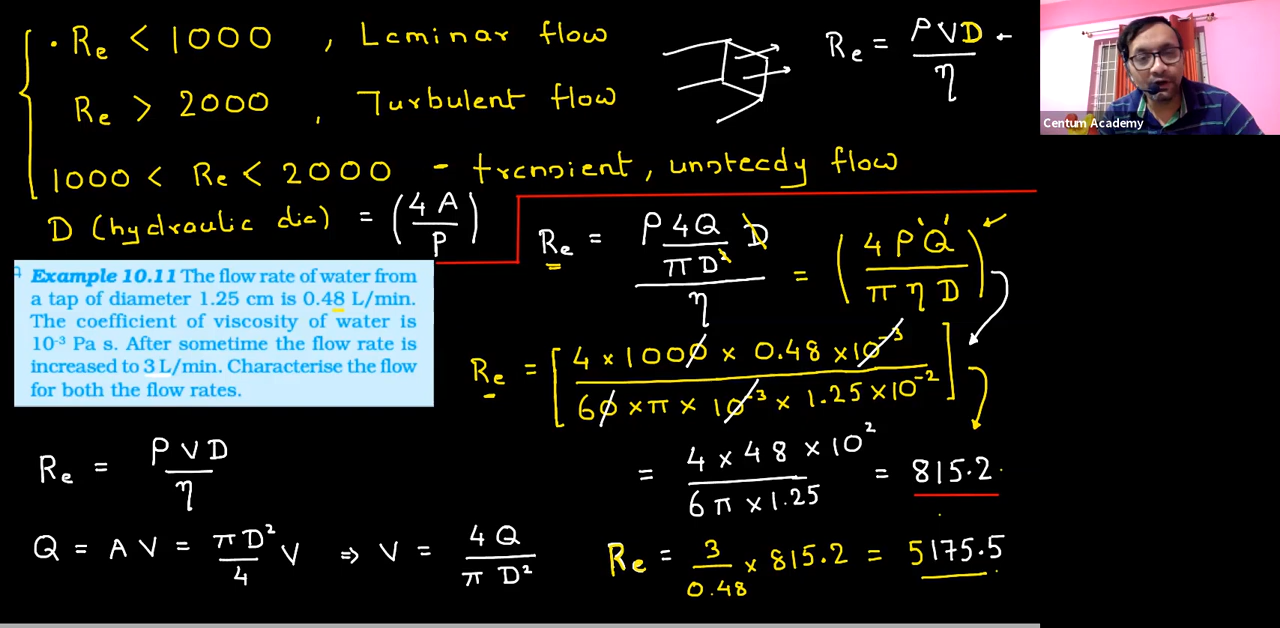 · Re < 1000 , Laminar flow
Re > 2000 , Turbulent flow
1000 < Re < 2000 - transient, unsteady flow
Re = ρVD / η ←
Centum Academy
D (hydraulic dia) = (4A / P)
Example 10.11 The flow rate of water from
a tap of diameter 1.25 cm is 0.48 L/min.
The coefficient of viscosity of water is
10⁻³ Pa s. After sometime the flow rate is
increased to 3 L/min. Characterise the flow
for both the flow rates.
Re = ρVD / η
Q = AV = πD²/4 V ⇒ V = 4Q / πD²
Re = ρ (4Q / πD²) D / η = (4 ρ' Q' / π η D)
Re = [4 × 1000 × 0.48 × 10⁻³ / 60 × π × 10⁻³ × 1.25 × 10⁻²]
= 4 × 48 × 10² / 6π × 1.25 = 815.2
Re = 3 / 0.48 × 815.2 = 5175.5